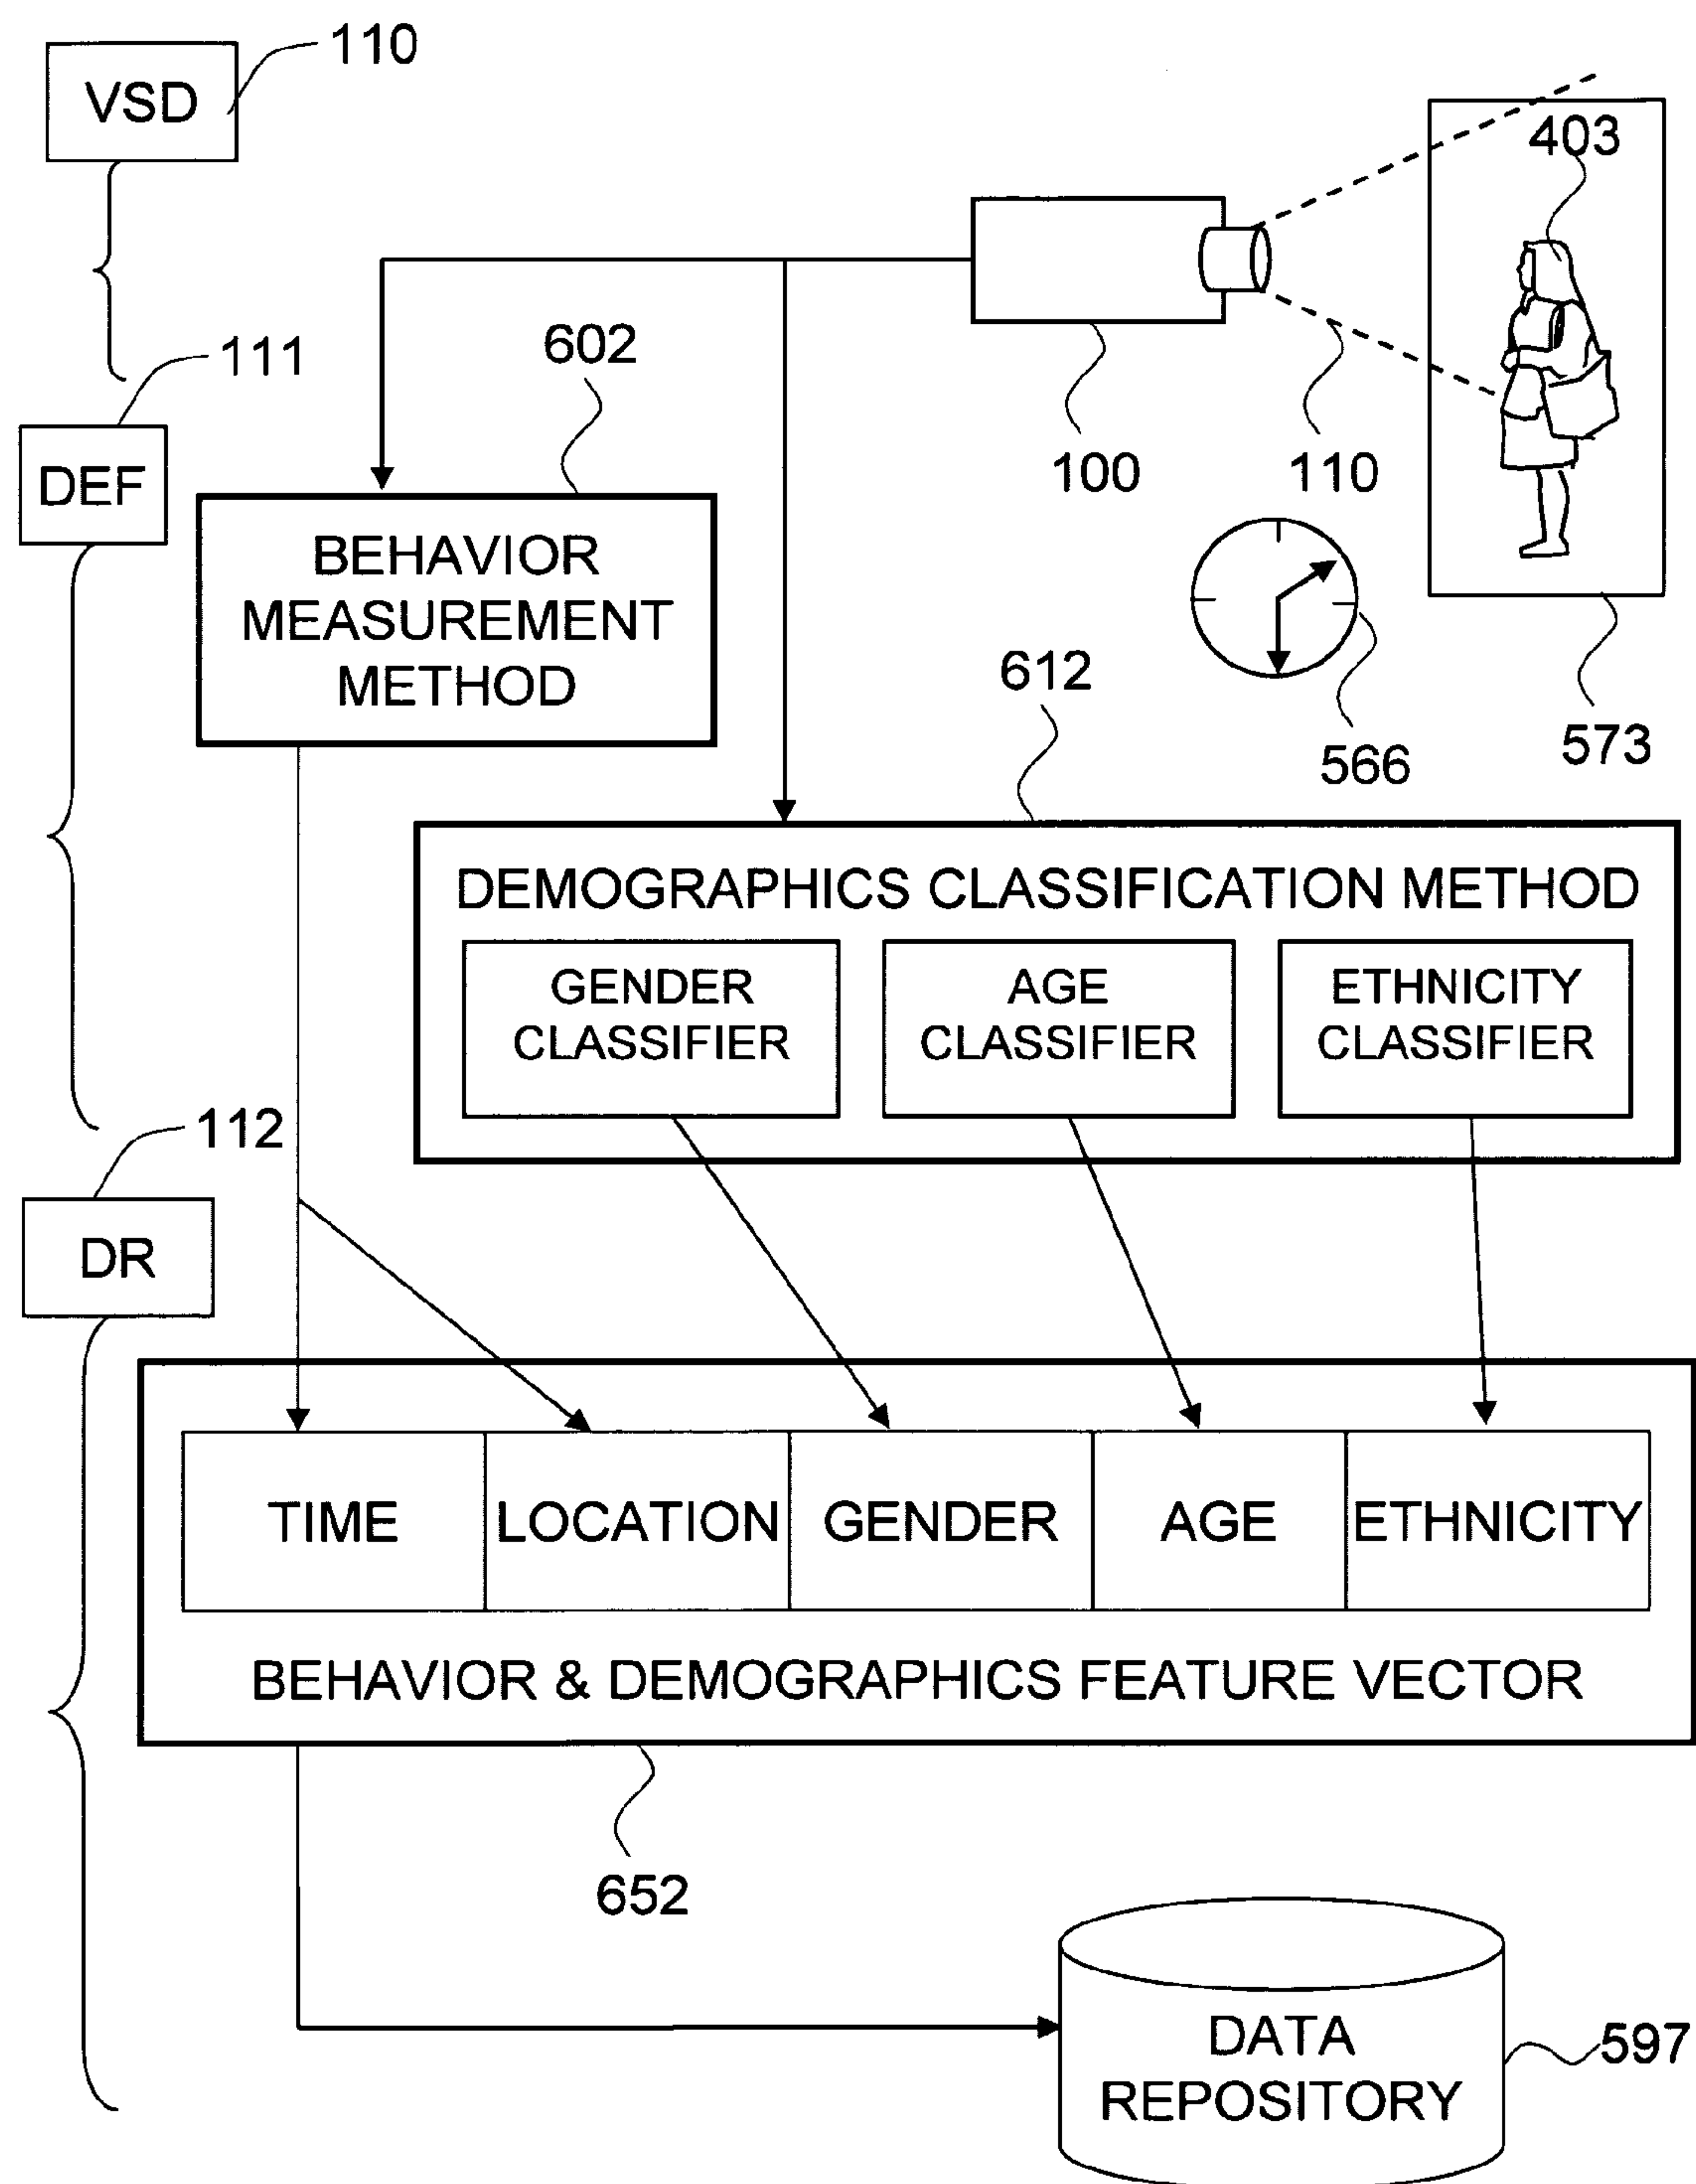 VSD
110
403
111
602
100
110
DEF
BEHAVIOR
MEASUREMENT
METHOD
612
566
573
DEMOGRAPHICS CLASSIFICATION METHOD
GENDER
CLASSIFIER
AGE
CLASSIFIER
ETHNICITY
CLASSIFIER
112
DR
TIME
LOCATION
GENDER
AGE
ETHNICITY
BEHAVIOR & DEMOGRAPHICS FEATURE VECTOR
652
DATA
REPOSITORY
597